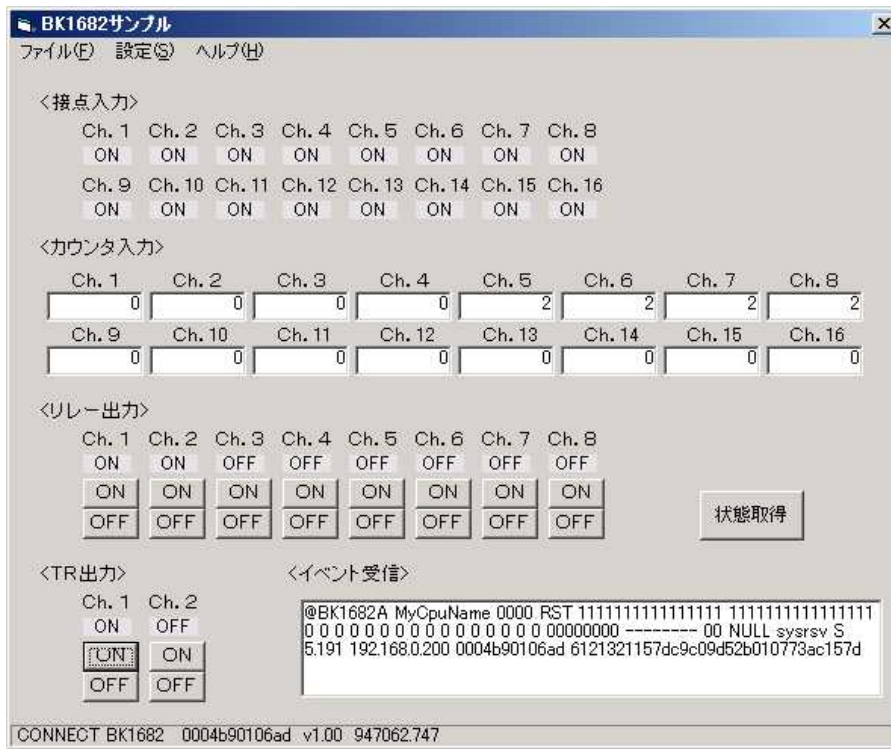 BK1682サンプル
ファイル(F) 設定(S) ヘルプ(H)
<接点入力>
Ch. 1 Ch. 2 Ch. 3 Ch. 4 Ch. 5 Ch. 6 Ch. 7 Ch. 8
ON ON ON ON ON ON ON ON
Ch. 9 Ch. 10 Ch. 11 Ch. 12 Ch. 13 Ch. 14 Ch. 15 Ch. 16
ON ON ON ON ON ON ON ON
<カウンタ入力>
Ch. 1 Ch. 2 Ch. 3 Ch. 4 Ch. 5 Ch. 6 Ch. 7 Ch. 8
0 0 0 0 2 2 2 2
Ch. 9 Ch. 10 Ch. 11 Ch. 12 Ch. 13 Ch. 14 Ch. 15 Ch. 16
0 0 0 0 0 0 0 0
<リレー出力>
Ch. 1 Ch. 2 Ch. 3 Ch. 4 Ch. 5 Ch. 6 Ch. 7 Ch. 8
ON ON OFF OFF OFF OFF OFF OFF
ON ON ON ON ON ON ON ON
OFF OFF OFF OFF OFF OFF OFF OFF
状態取得
<TR出力>
Ch. 1 Ch. 2
ON OFF
ON ON
OFF OFF
<イベント受信>
@BK1682A MyCpuName 0000 RST 1111111111111111 1111111111111111
0 0 0 0 0 0 0 0 0 0 0 0 0 0 0 0 00000000 -------- 00 NULL sysrsv S
5.191 192.168.0.200 0004b90106ad 6121321157dc9c09d52b010773ac157d
CONNECT BK1682 0004b90106ad v1.00 947062.747